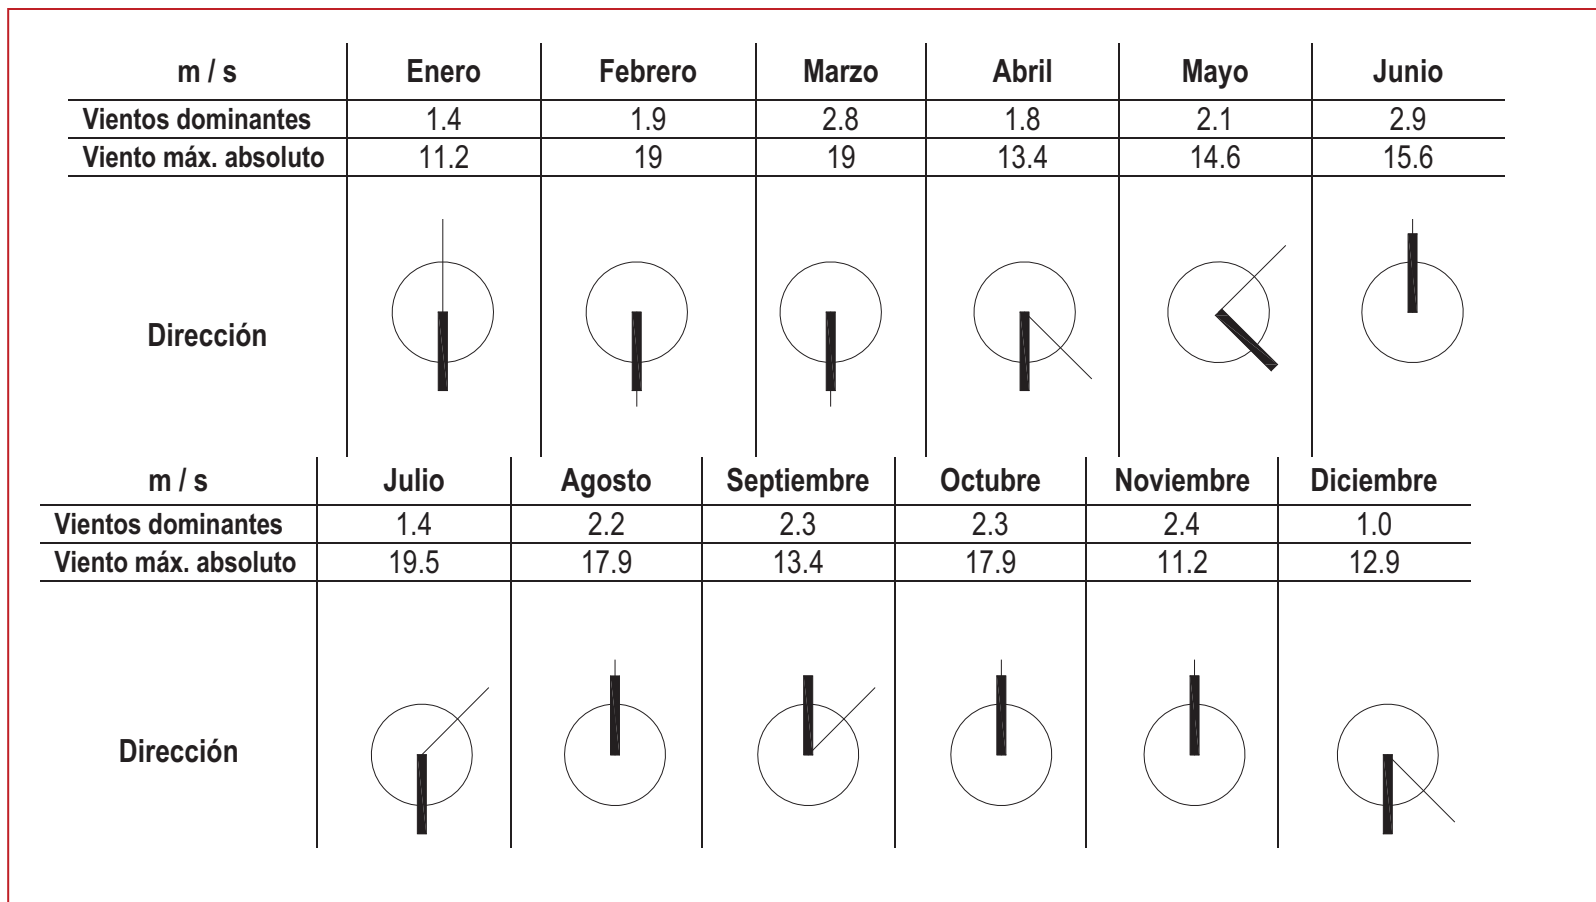 m / s Enero Febrero Marzo Abril Mayo Junio
Vientos dominantes 1.4 1.9 2.8 1.8 2.1 2.9
Viento máx. absoluto 11.2 19 19 13.4 14.6 15.6
Dirección
m / s Julio Agosto Septiembre Octubre Noviembre Diciembre
Vientos dominantes 1.4 2.2 2.3 2.3 2.4 1.0
Viento máx. absoluto 19.5 17.9 13.4 17.9 11.2 12.9
Dirección